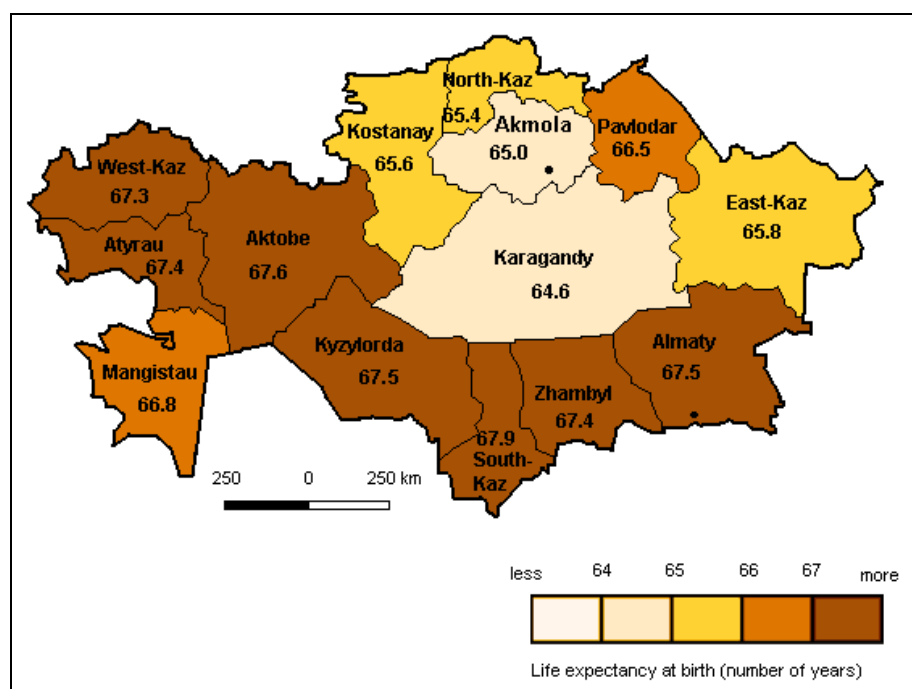 North-Kaz
65.4
Kostanay
65.6
Akmola
65.0
Pavlodar
66.5
West-Kaz
67.3
East-Kaz
65.8
Atyrau
67.4
Aktobe
67.6
Karagandy
64.6
Mangistau
66.8
Kyzylorda
67.5
Almaty
67.5
Zhambyl
67.4
67.9
South-
Kaz
250 0 250 km
less 64 65 66 67 more
Life expectancy at birth (number of years)